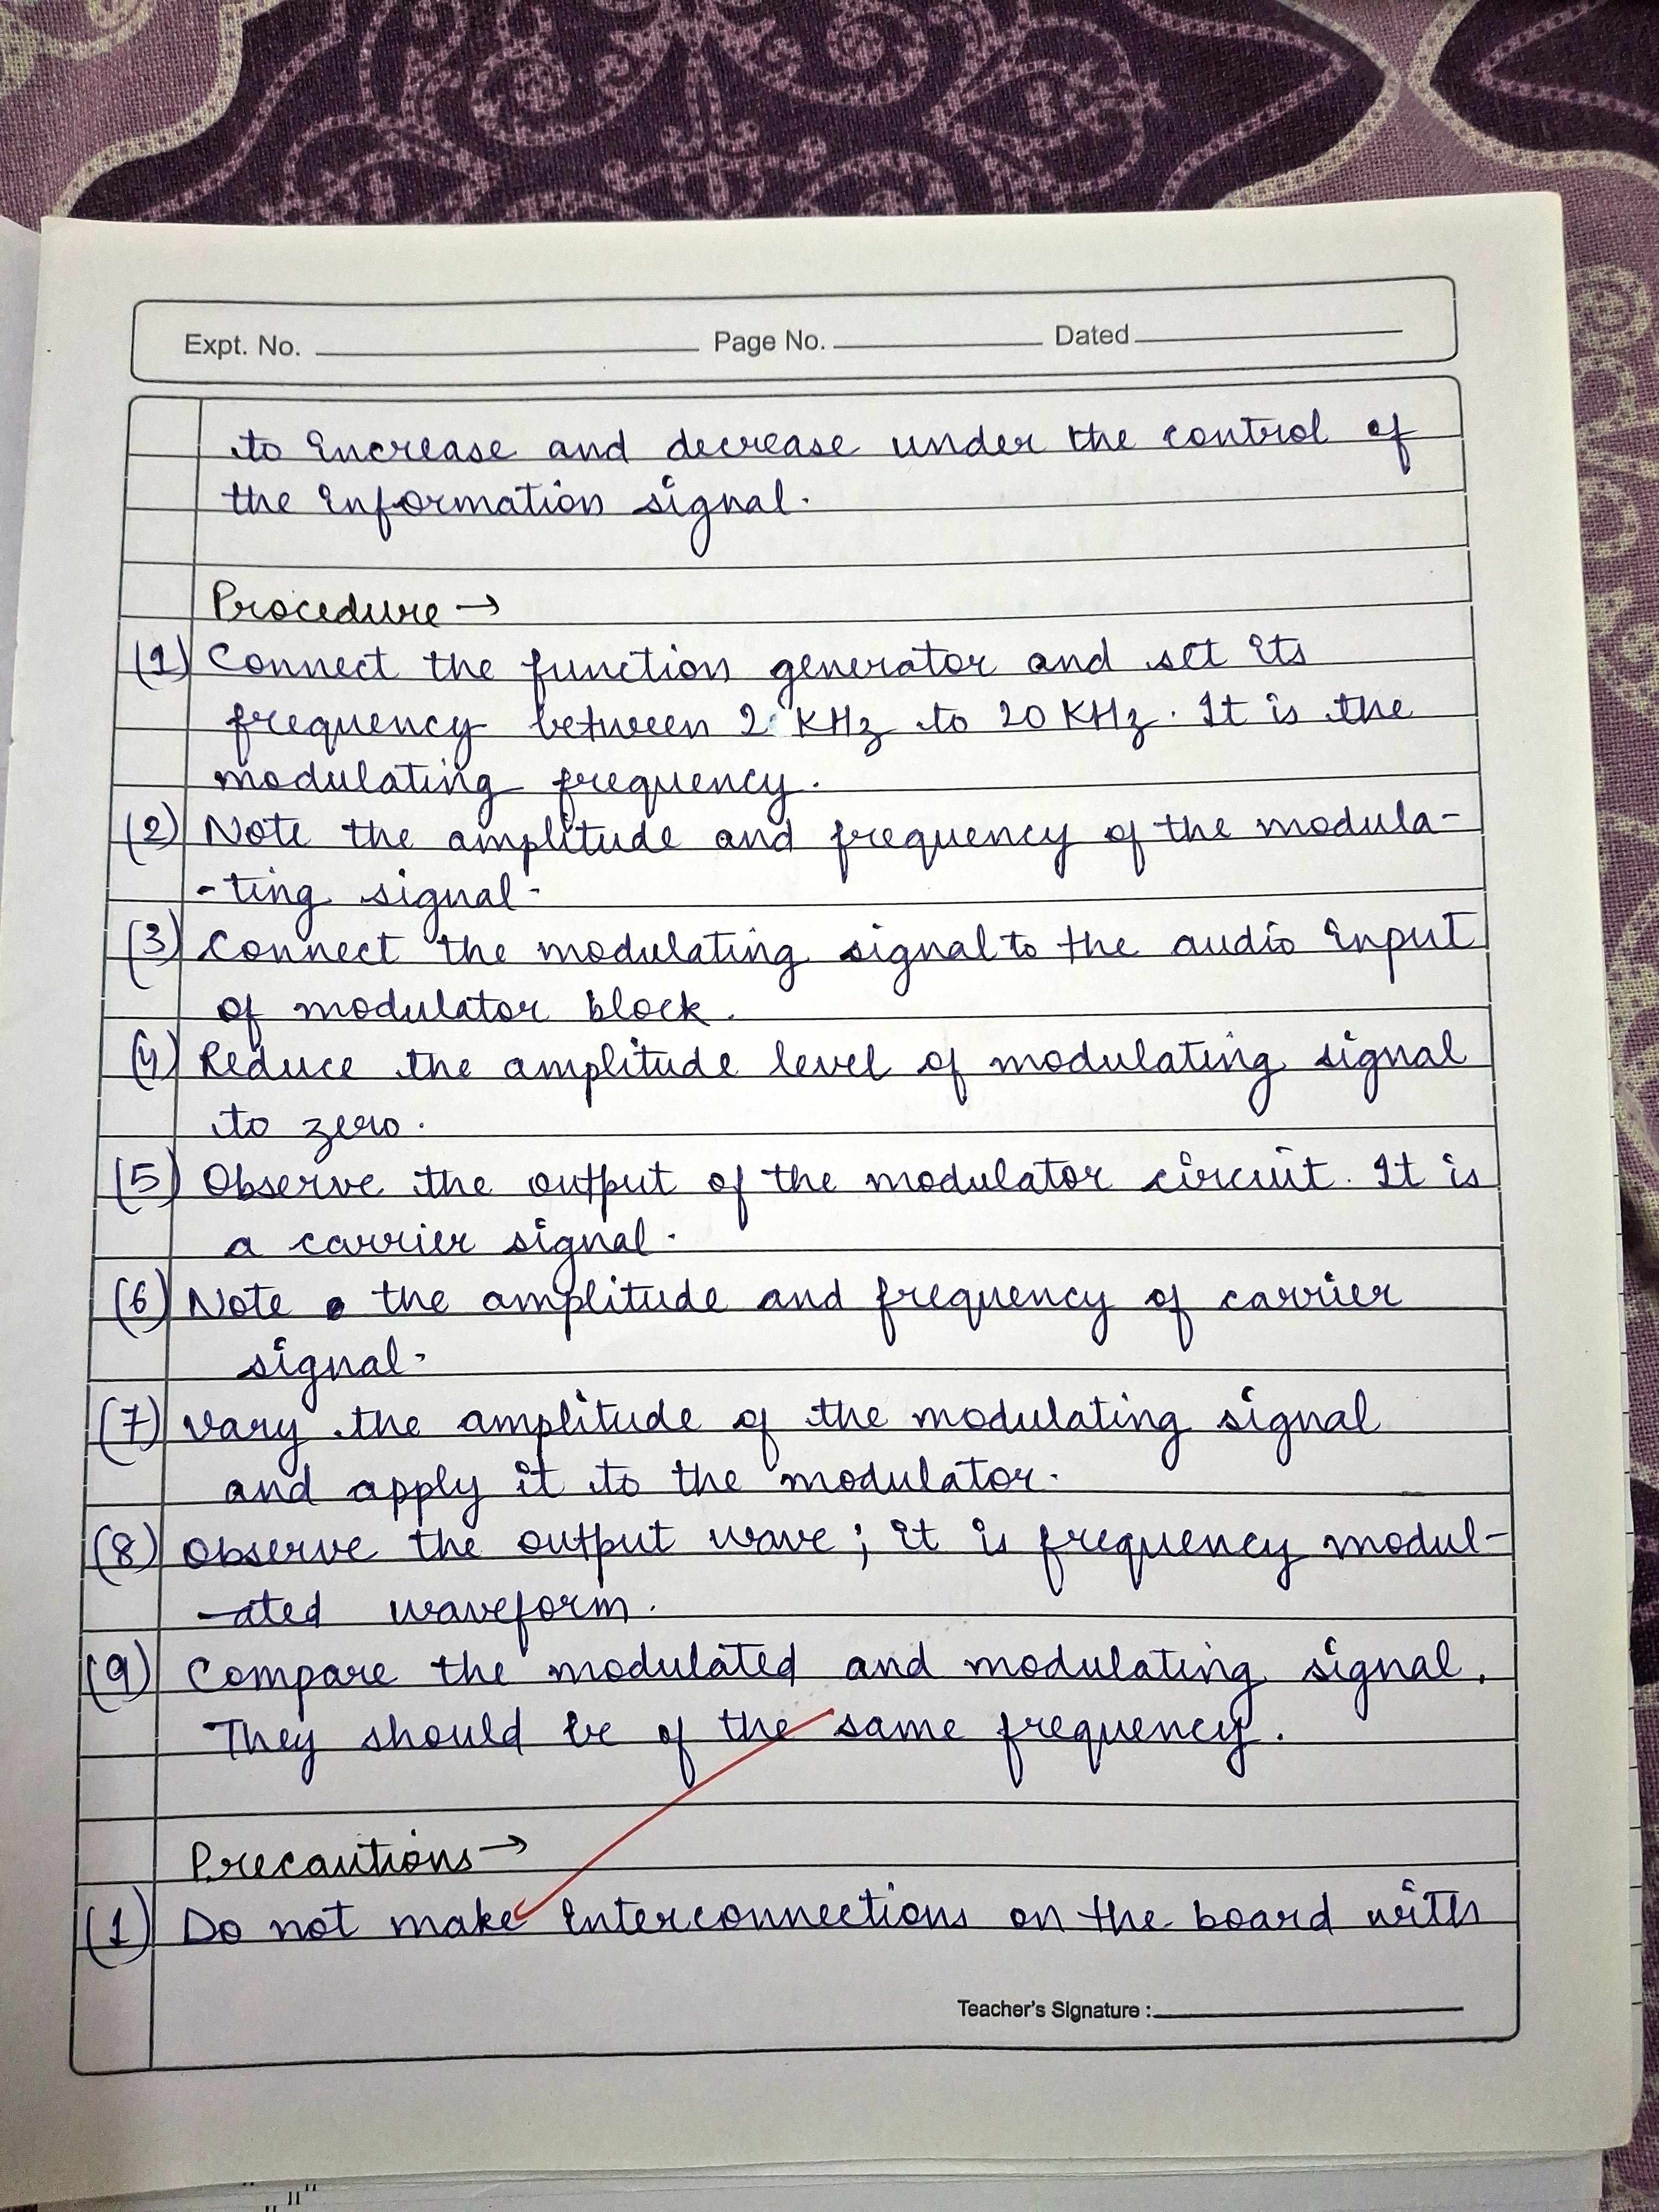 Expt. No. Page No. Dated
to increase and decrease under the control of
the information signal.
Procedure →
(1) Connect the function generator and set its
frequency between 2 KHz to 20 KHz. It is the
modulating frequency.
(2) Note the amplitude and frequency of the modula-
-ting signal.
(3) Connect the modulating signal to the audio input
of modulator block.
(4) Reduce the amplitude level of modulating signal
to zero.
(5) Observe the output of the modulator circuit. It is
a carrier signal.
(6) Note the amplitude and frequency of carrier
signal.
(7) Vary the amplitude of the modulating signal
and apply it to the modulator.
(8) Observe the output wave; it is frequency modul-
-ated waveform.
(9) Compare the modulated and modulating signal.
They should be of the same frequency.
Precautions →
(1) Do not make interconnections on the board with
Teacher's Signature :